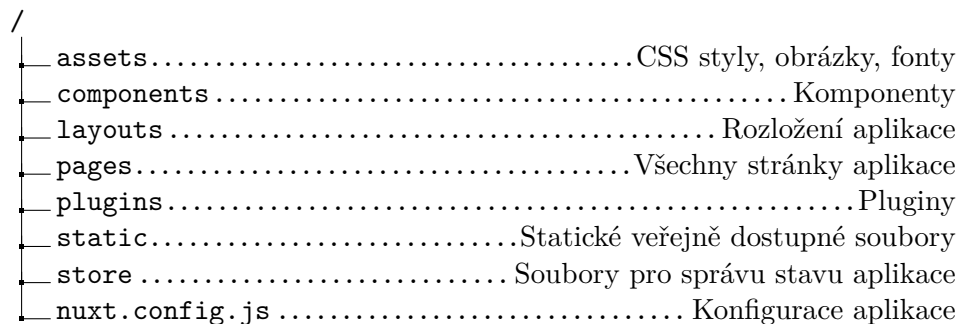 /
assets......................................CSS styly, obrázky, fonty
components..............................................Komponenty
layouts............................................Rozložení aplikace
pages........................................Všechny stránky aplikace
plugins.......................................................Pluginy
static.............................Statické veřejně dostupné soubory
store..............................Soubory pro správu stavu aplikace
nuxt.config.js.................................Konfigurace aplikace